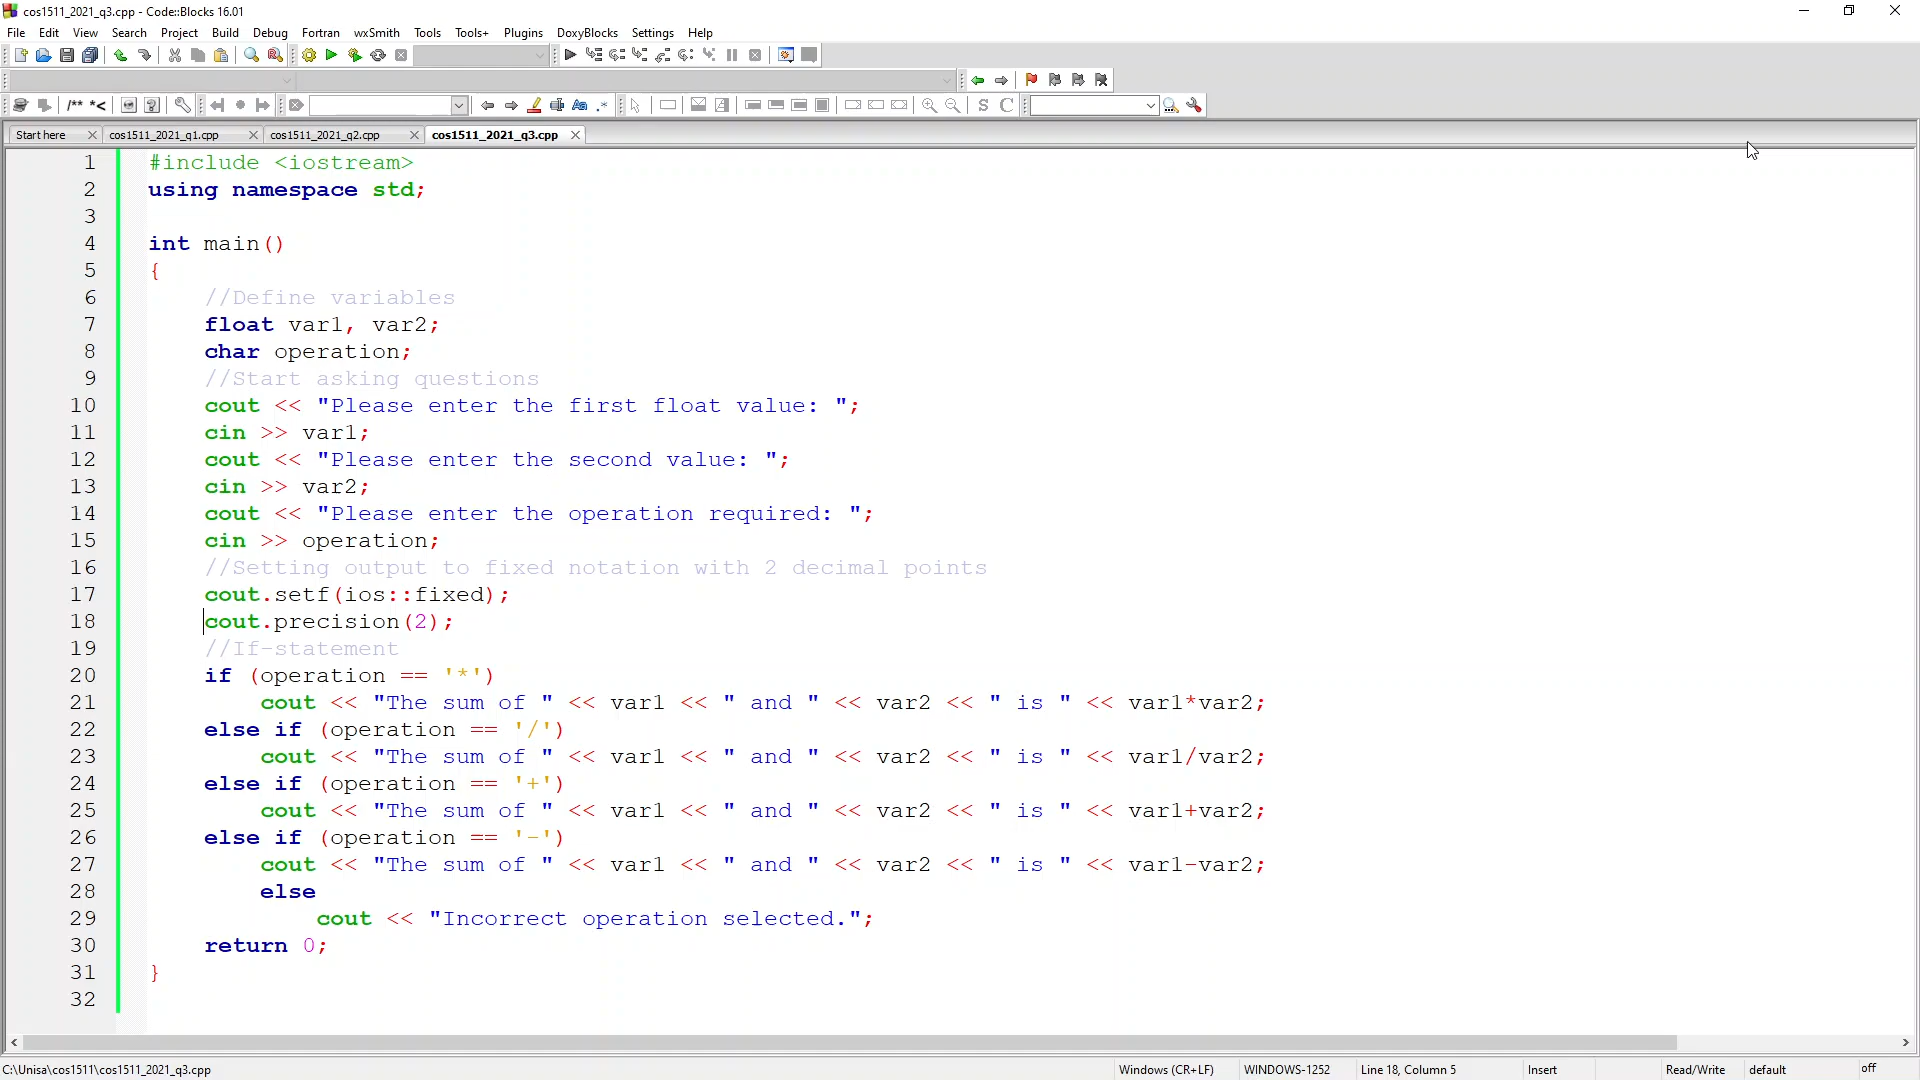 cos1511_2021_q3.cpp - Code::Blocks 16.01
File Edit View Search Project Build Debug Fortran wxSmith Tools Tools+ Plugins DoxyBlocks Settings Help
/** *<
Aa .* S C
Start here cos1511_2021_q1.cpp cos1511_2021_q2.cpp cos1511_2021_q3.cpp
1 #include <iostream>
2 using namespace std;
3
4 int main()
5 {
6 //Define variables
7 float var1, var2;
8 char operation;
9 //Start asking questions
10 cout << "Please enter the first float value: ";
11 cin >> var1;
12 cout << "Please enter the second value: ";
13 cin >> var2;
14 cout << "Please enter the operation required: ";
15 cin >> operation;
16 //Setting output to fixed notation with 2 decimal points
17 cout.setf(ios::fixed);
18 cout.precision(2);
19 //If-statement
20 if (operation == '*')
21 cout << "The sum of " << var1 << " and " << var2 << " is " << var1*var2;
22 else if (operation == '/')
23 cout << "The sum of " << var1 << " and " << var2 << " is " << var1/var2;
24 else if (operation == '+')
25 cout << "The sum of " << var1 << " and " << var2 << " is " << var1+var2;
26 else if (operation == '-')
27 cout << "The sum of " << var1 << " and " << var2 << " is " << var1-var2;
28 else
29 cout << "Incorrect operation selected.";
30 return 0;
31 }
32
C:\Unisa\cos1511\cos1511_2021_q3.cpp Windows (CR+LF) WINDOWS-1252 Line 18, Column 5 Insert Read/Write default off